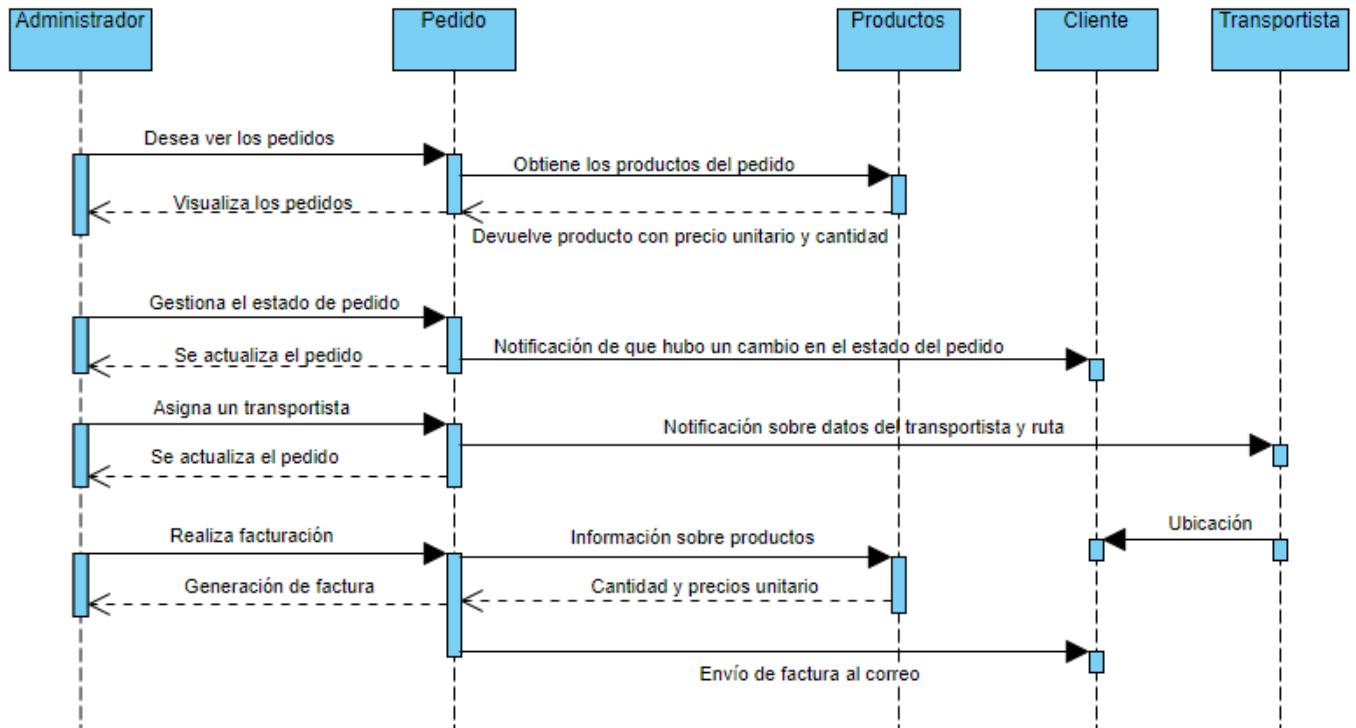 Administrador
Pedido
Productos
Cliente
Transportista
Desea ver los pedidos
Obtiene los productos del pedido
Visualiza los pedidos
Devuelve producto con precio unitario y cantidad
Gestiona el estado de pedido
Notificación de que hubo un cambio en el estado del pedido
Se actualiza el pedido
Asigna un transportista
Notificación sobre datos del transportista y ruta
Se actualiza el pedido
Ubicación
Realiza facturación
Información sobre productos
Generación de factura
Cantidad y precios unitario
Envío de factura al correo